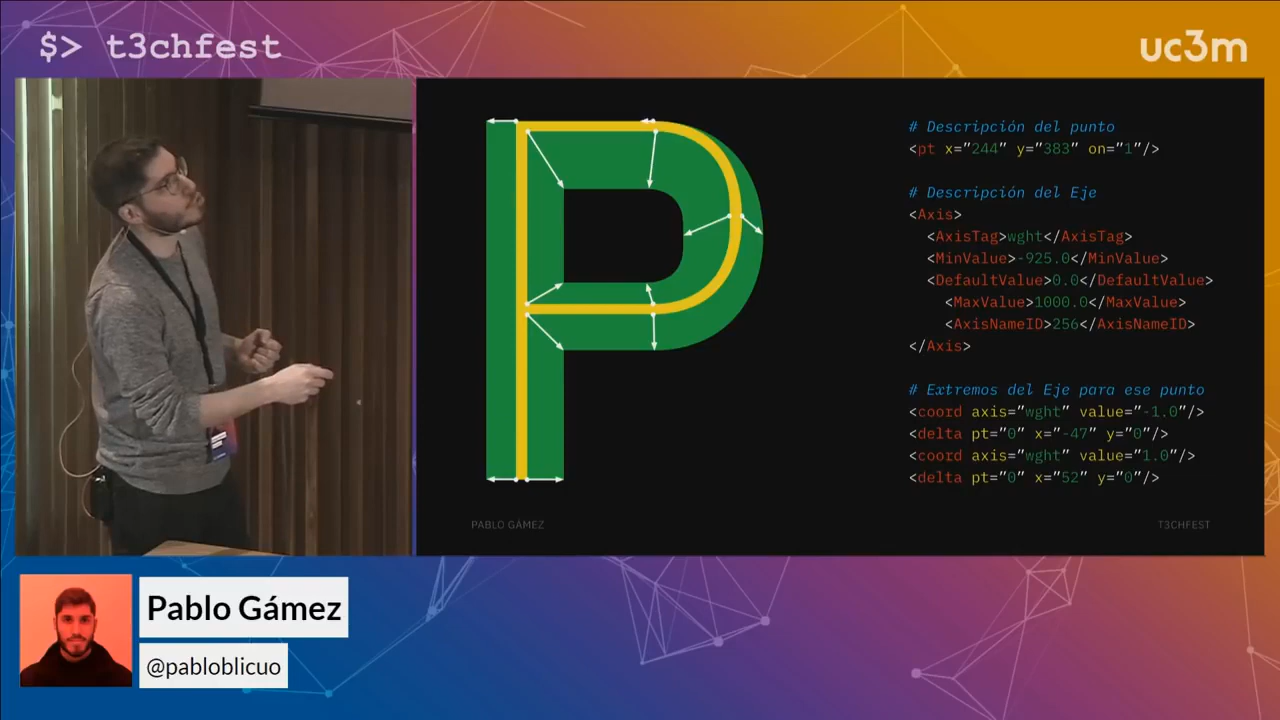 $> t3chfest
uc3m
# Descripción del punto
<pt x="244" y="383" on="1"/>
# Descripción del Eje
<Axis>
<AxisTag>wght</AxisTag>
<MinValue>-925.0</MinValue>
<DefaultValue>0.0</DefaultValue>
<MaxValue>1000.0</MaxValue>
<AxisNameID>256</AxisNameID>
</Axis>
# Extremos del Eje para ese punto
<coord axis="wght" value="-1.0"/>
<delta pt="0" x="-47" y="0"/>
<coord axis="wght" value="1.0"/>
<delta pt="0" x="52" y="0"/>
P
PABLO GÁMEZ
T3CHFEST
Pablo Gámez
@pabloblicuo